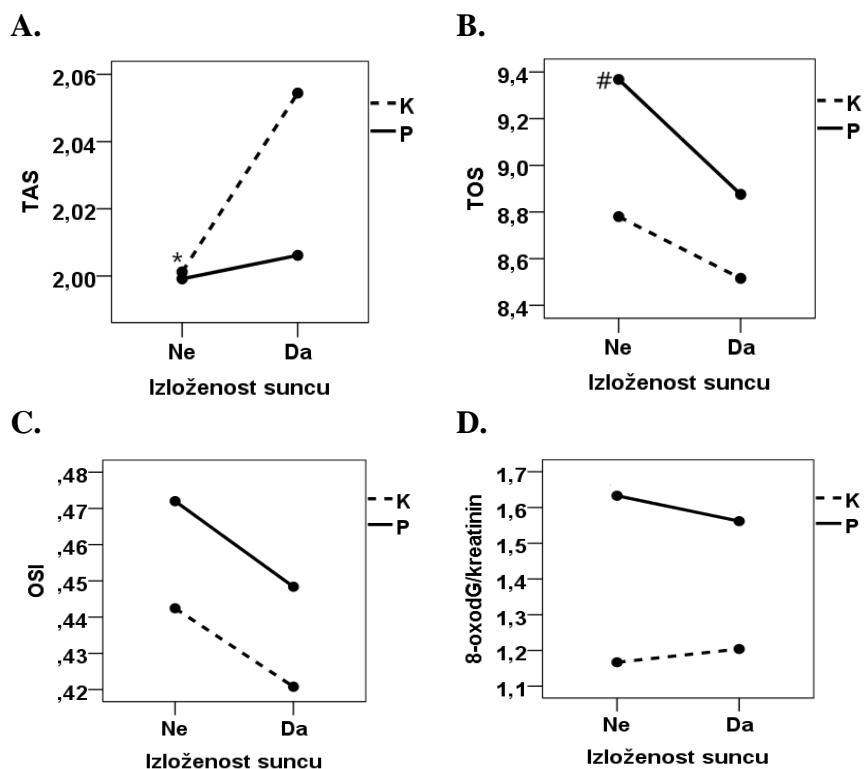 A.
TAS
2,06
2,04
2,02
2,00
*
K
P
Ne Da
Izloženost suncu
B.
TOS
9,4
9,2
9,0
8,8
8,6
8,4
#
K
P
Ne Da
Izloženost suncu
C.
OSI
,48
,47
,46
,45
,44
,43
,42
K
P
Ne Da
Izloženost suncu
D.
8-oxodG/kreatinin
1,7
1,6
1,5
1,4
1,3
1,2
1,1
K
P
Ne Da
Izloženost suncu